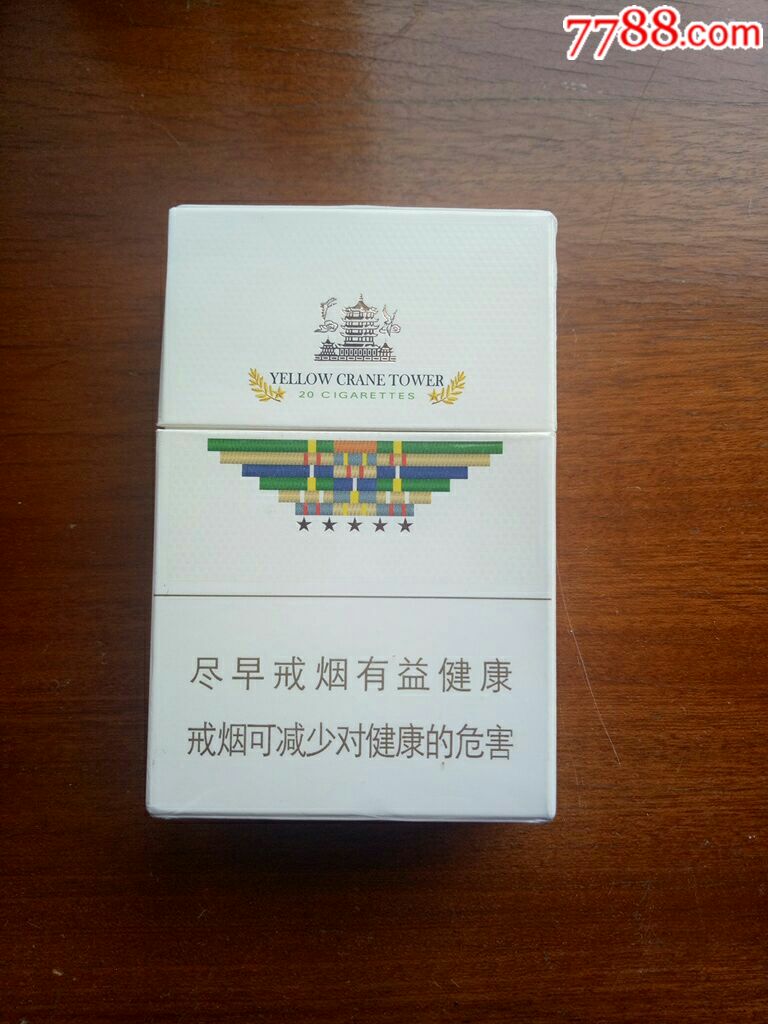 7788.com
YELLOW CRANE TOWER
20 CIGARETTES
尽早戒烟有益健康
戒烟可减少对健康的危害